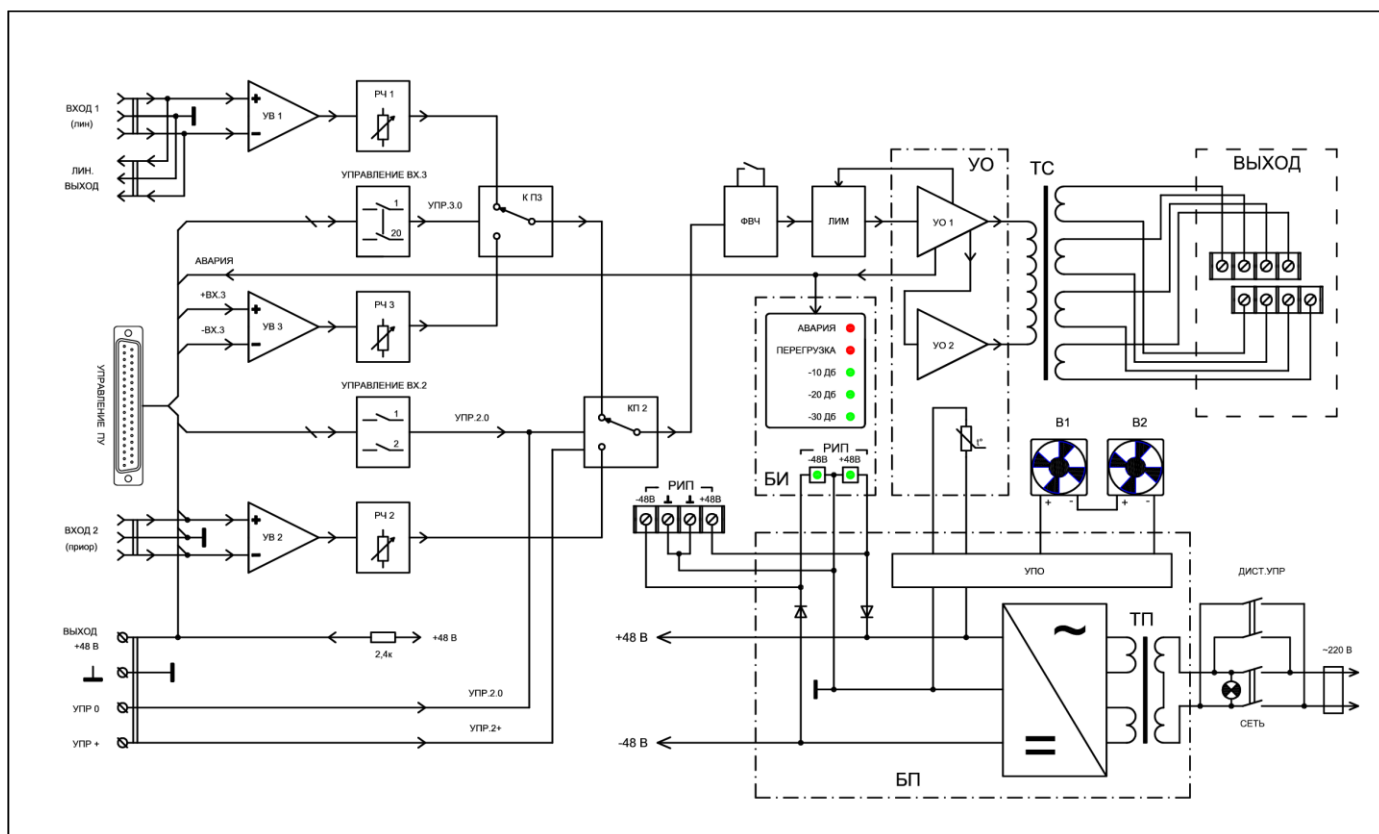 ВХОД 1
(лин)
+
−
УВ 1
РЧ 1
ЛИН.
ВЫХОД
УПРАВЛЕНИЕ ВХ.3
1
20
УПР.3.0
К П3
АВАРИЯ
+ВХ.3
-ВХ.3
+
−
УВ 3
РЧ 3
УПРАВЛЕНИЕ ПУ
УПРАВЛЕНИЕ ВХ.2
1
2
УПР.2.0
КП 2
ВХОД 2
(приор)
+
−
УВ 2
РЧ 2
ВЫХОД
+48 В
2,4к
+48 В
УПР 0
УПР.2.0
УПР +
УПР.2+
ФВЧ
ЛИМ
УО
УО 1
УО 2
ТС
ВЫХОД
АВАРИЯ
ПЕРЕГРУЗКА
-10 Дб
-20 Дб
-30 Дб
РИП
-48В +48В
БИ
t°
В1
В2
+ -
+ -
РИП
-48В +48В
УПО
+48 В
-48 В
~
=
ТП
БП
ДИСТ.УПР
~220 В
СЕТЬ